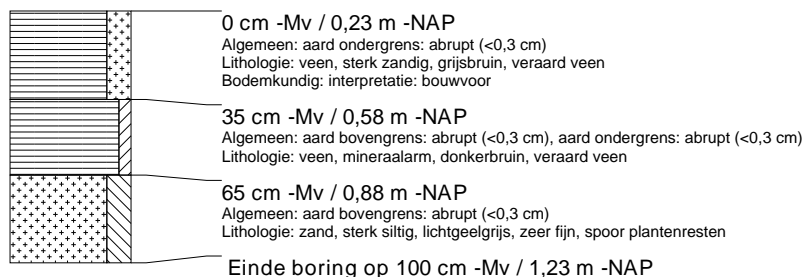 0 cm -Mv / 0,23 m -NAP
Algemeen: aard ondergrens: abrupt (<0,3 cm)
Lithologie: veen, sterk zandig, grijsbruin, veraard veen
Bodemkundig: interpretatie: bouwvoor
35 cm -Mv / 0,58 m -NAP
Algemeen: aard bovengrens: abrupt (<0,3 cm), aard ondergrens: abrupt (<0,3 cm)
Lithologie: veen, mineraalarm, donkerbruin, veraard veen
65 cm -Mv / 0,88 m -NAP
Algemeen: aard bovengrens: abrupt (<0,3 cm)
Lithologie: zand, sterk siltig, lichtgeelgrijs, zeer fijn, spoor plantenresten
Einde boring op 100 cm -Mv / 1,23 m -NAP